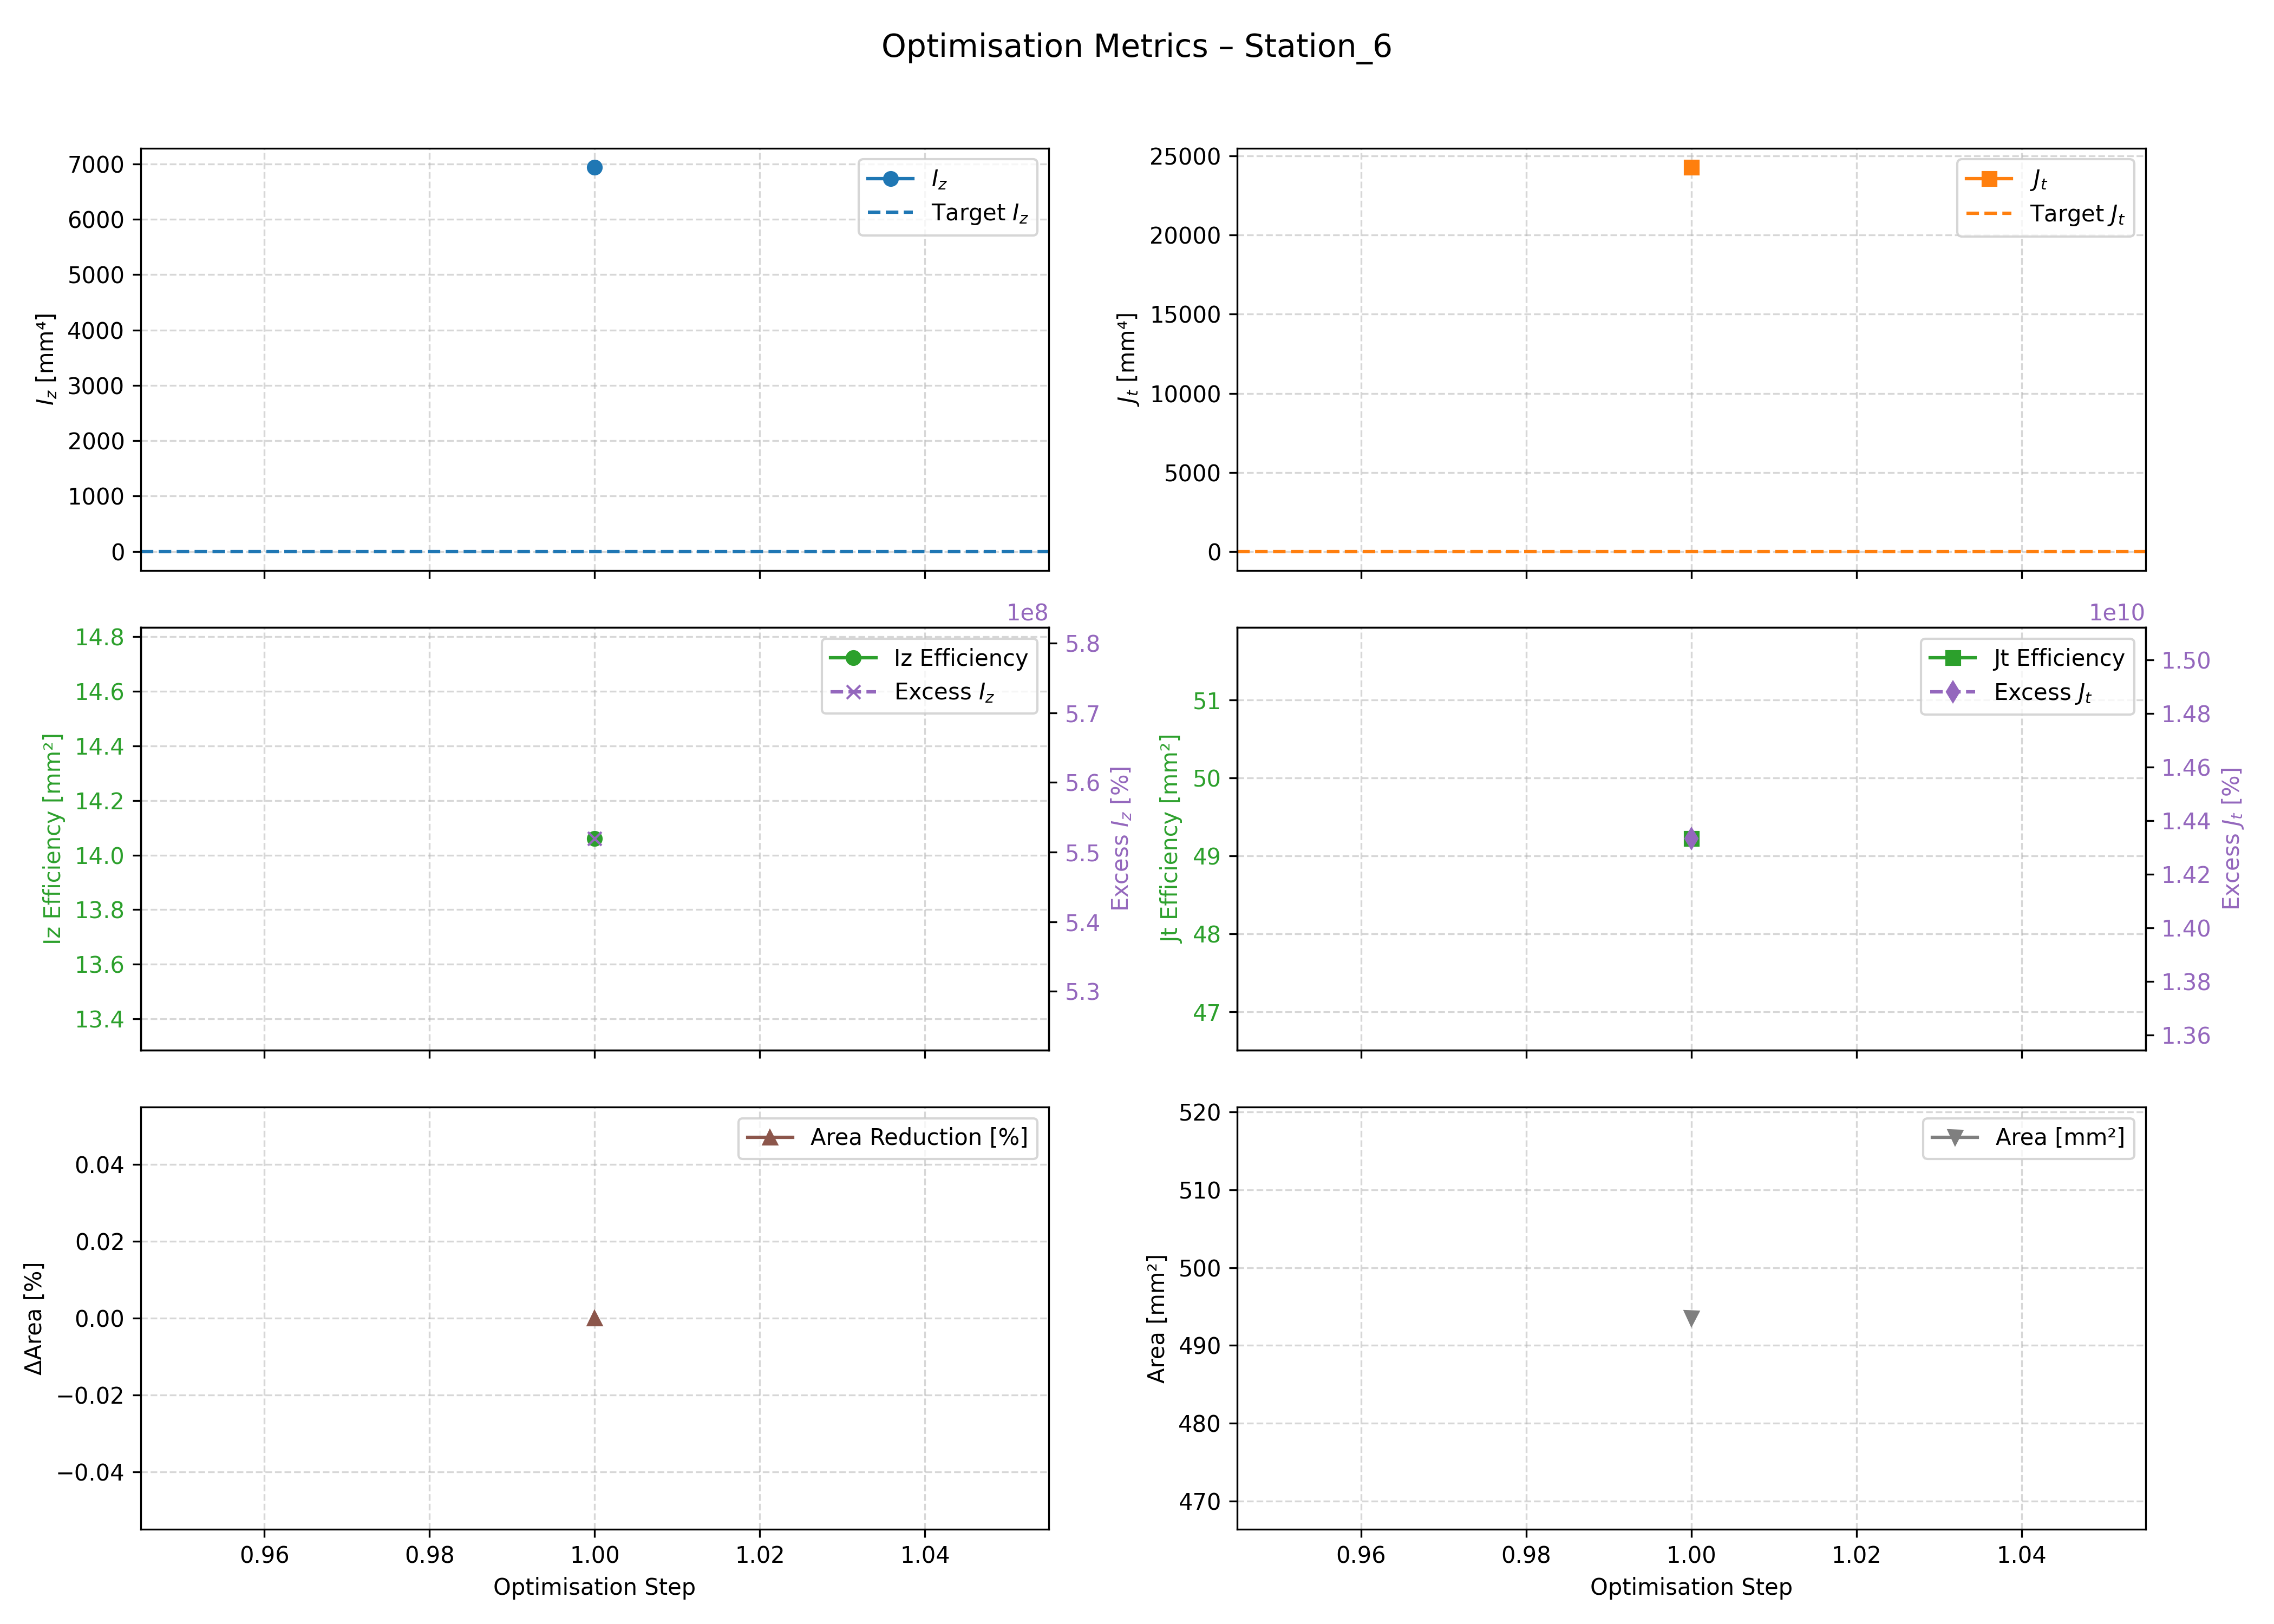 Optimisation Metrics – Station_6
7000
6000
5000
4000
3000
2000
1000
0
I_z [mm⁴]
I_z
Target I_z
25000
20000
15000
10000
5000
0
J_t [mm⁴]
J_t
Target J_t
1e8
14.8
14.6
14.4
14.2
14.0
13.8
13.6
13.4
Iz Efficiency [mm²]
Iz Efficiency
Excess I_z
5.8
5.7
5.6
5.5
5.4
5.3
Excess I_z [%]
1e10
51
50
49
48
47
Jt Efficiency [mm²]
Jt Efficiency
Excess J_t
1.50
1.48
1.46
1.44
1.42
1.40
1.38
1.36
Excess J_t [%]
0.04
0.02
0.00
−0.02
−0.04
ΔArea [%]
Area Reduction [%]
0.96 0.98 1.00 1.02 1.04
Optimisation Step
520
510
500
490
480
470
Area [mm²]
Area [mm²]
0.96 0.98 1.00 1.02 1.04
Optimisation Step